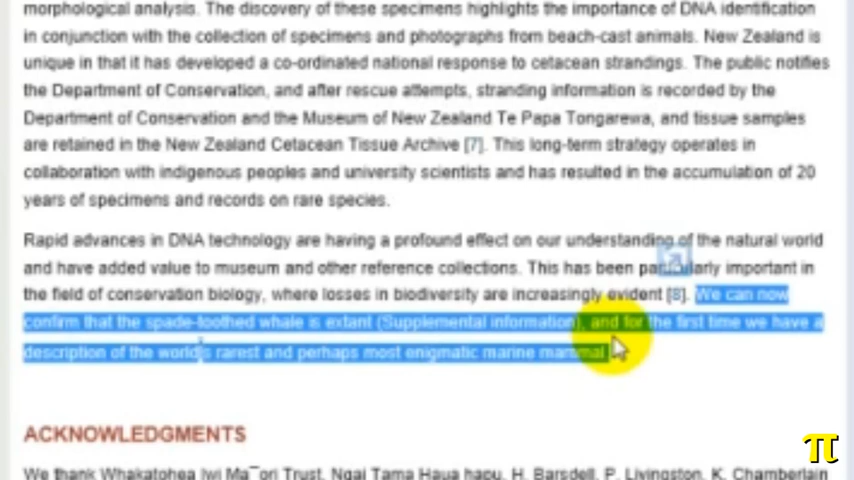 morphological analysis. The discovery of these specimens highlights the importance of DNA identification
in conjunction with the collection of specimens and photographs from beach-cast animals. New Zealand is
unique in that it has developed a co-ordinated national response to cetacean strandings. The public notifies
the Department of Conservation, and after rescue attempts, stranding information is recorded by the
Department of Conservation and the Museum of New Zealand Te Papa Tongarewa, and tissue samples
are retained in the New Zealand Cetacean Tissue Archive [7]. This long-term strategy operates in
collaboration with indigenous peoples and university scientists and has resulted in the accumulation of 20
years of specimens and records on rare species.
Rapid advances in DNA technology are having a profound effect on our understanding of the natural world
and have added value to museum and other reference collections. This has been particularly important in
the field of conservation biology, where losses in biodiversity are increasingly evident [8]. We can now
confirm that the spade-toothed whale is extant (Supplemental information), and for the first time we have a
description of the world's rarest and perhaps most enigmatic marine mammal.
ACKNOWLEDGMENTS
We thank Whakatohea Iwi Ma¯ori Trust, Ngai Tama Haua hapu, H. Barsdell, P. Livingston, K. Chamberlain
π